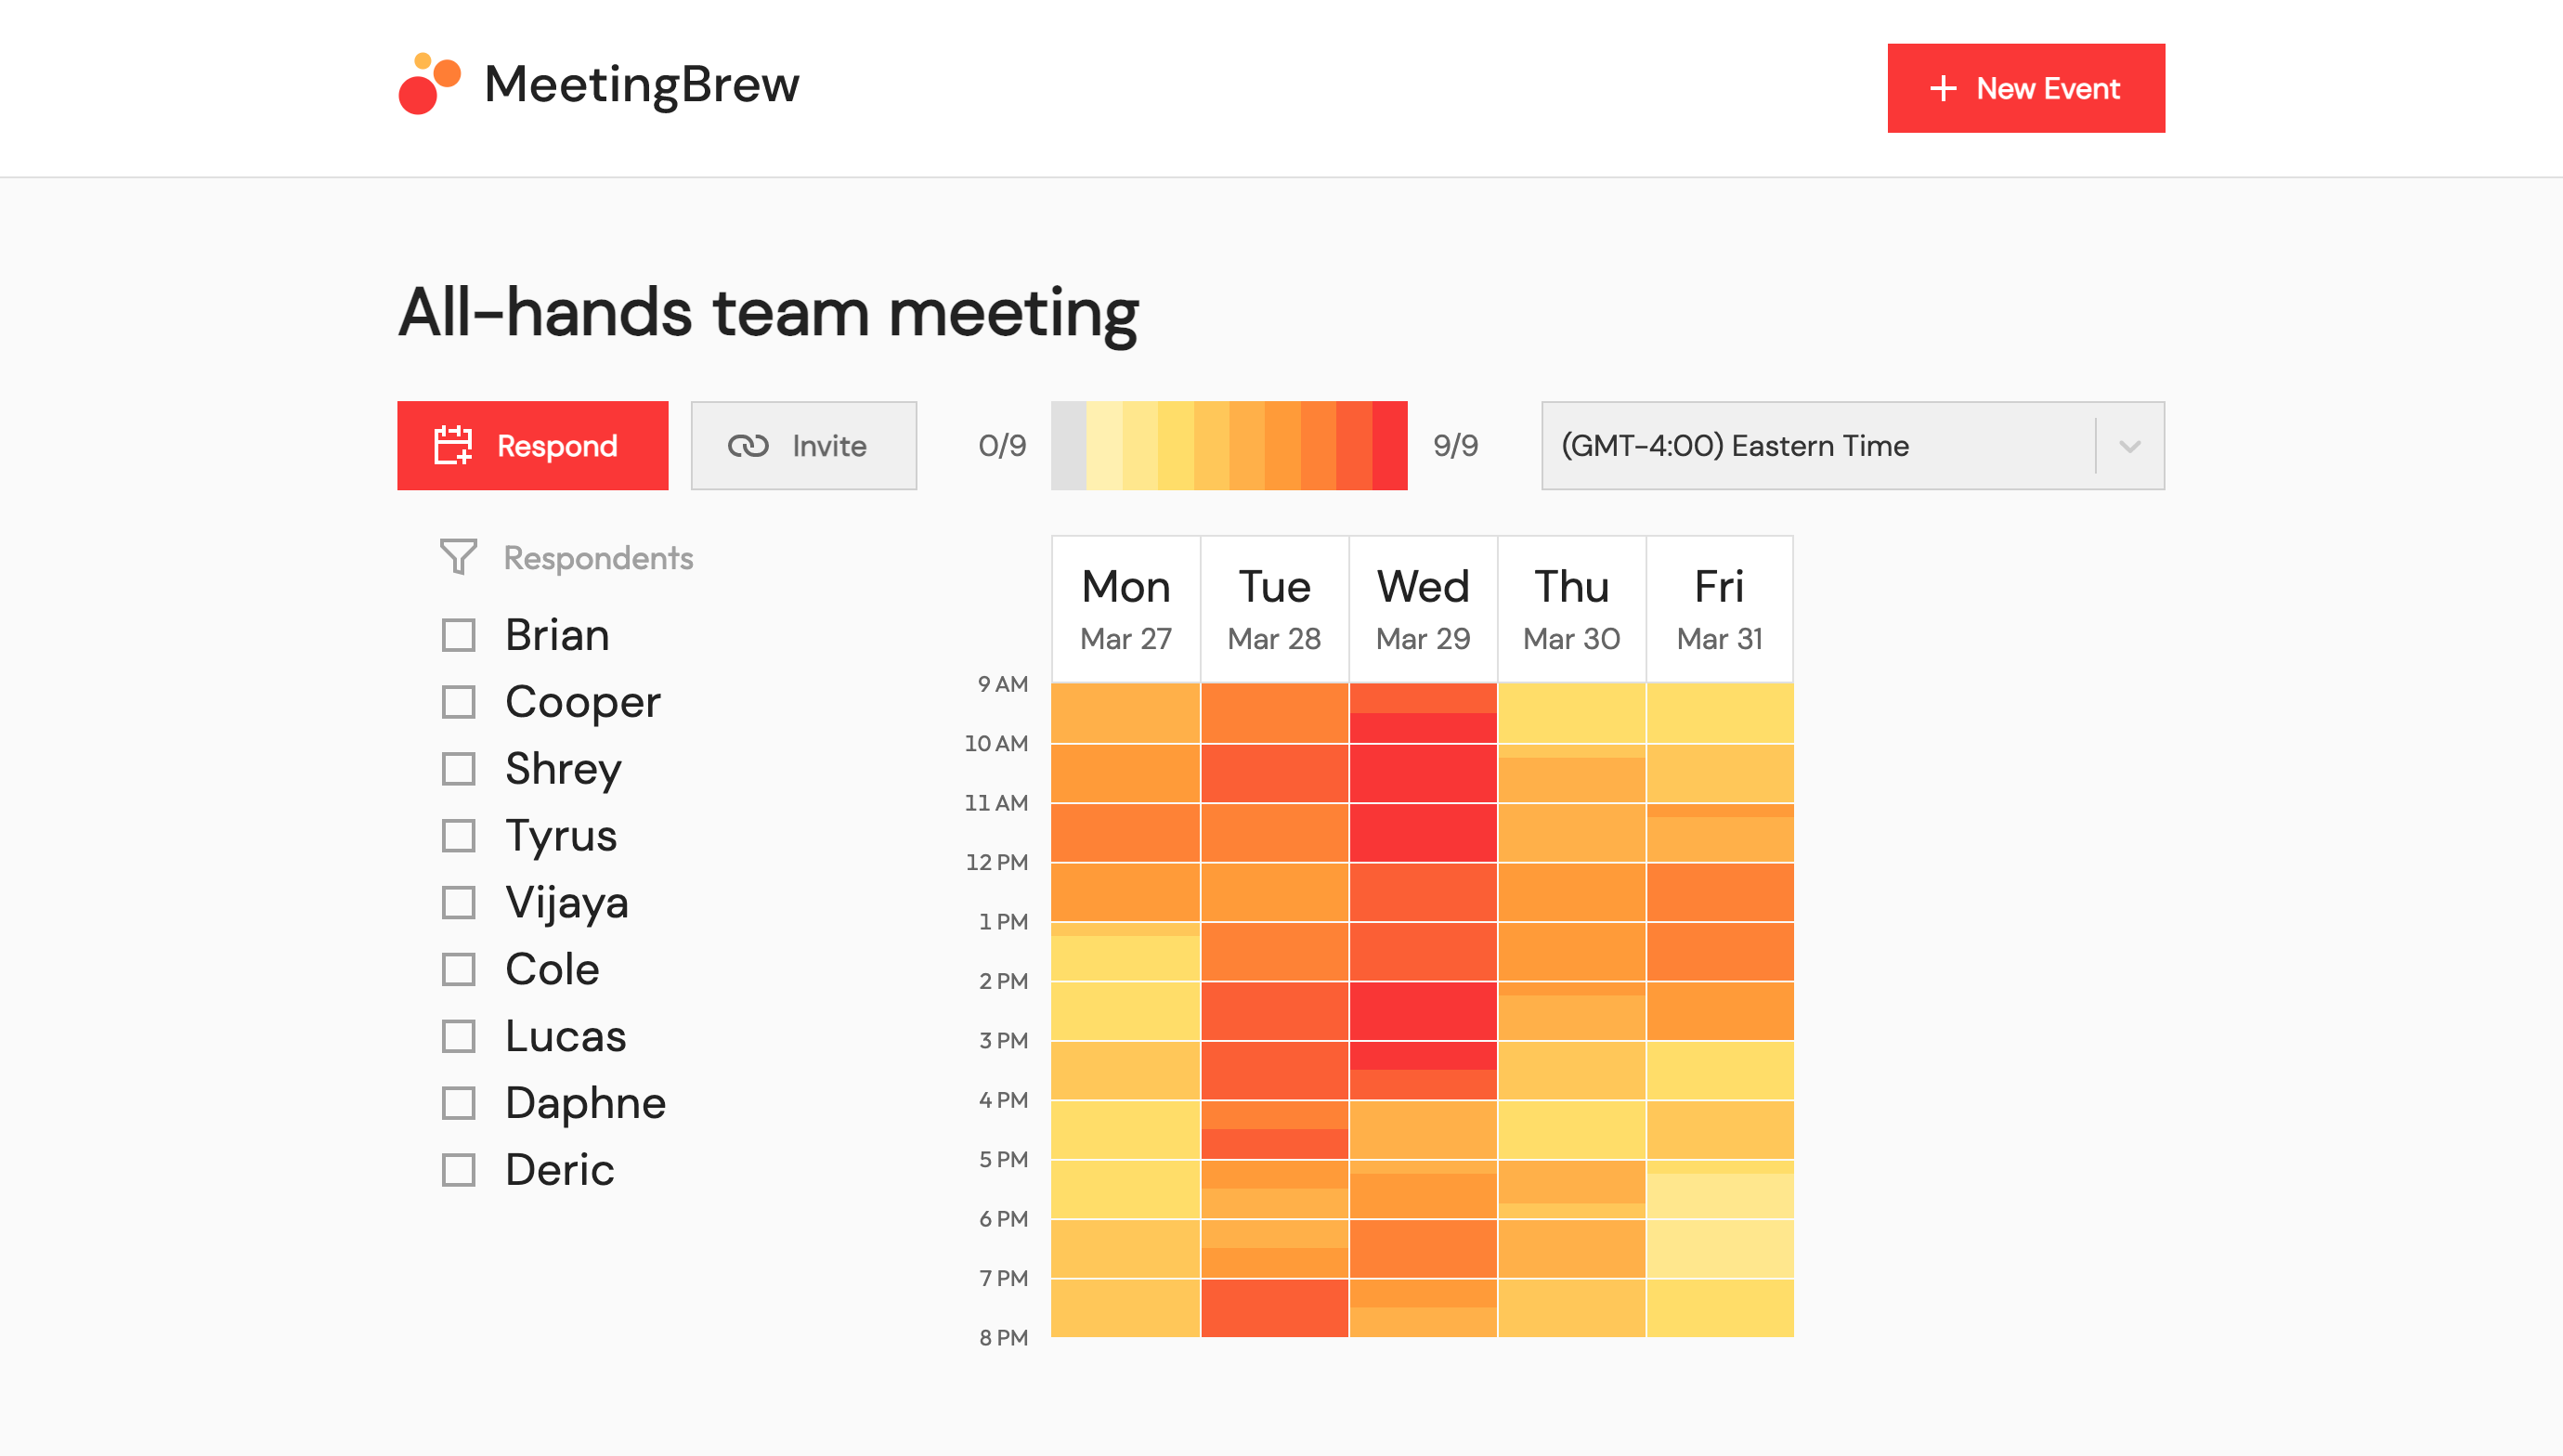 MeetingBrew
New Event
All-hands team meeting
Respond
Invite
0/9
9/9
(GMT-4:00) Eastern Time
Respondents
Brian
Cooper
Shrey
Tyrus
Vijaya
Cole
Lucas
Daphne
Deric
Mon Tue Wed Thu Fri
Mar 27 Mar 28 Mar 29 Mar 30 Mar 31
9 AM
10 AM
11 AM
12 PM
1 PM
2 PM
3 PM
4 PM
5 PM
6 PM
7 PM
8 PM